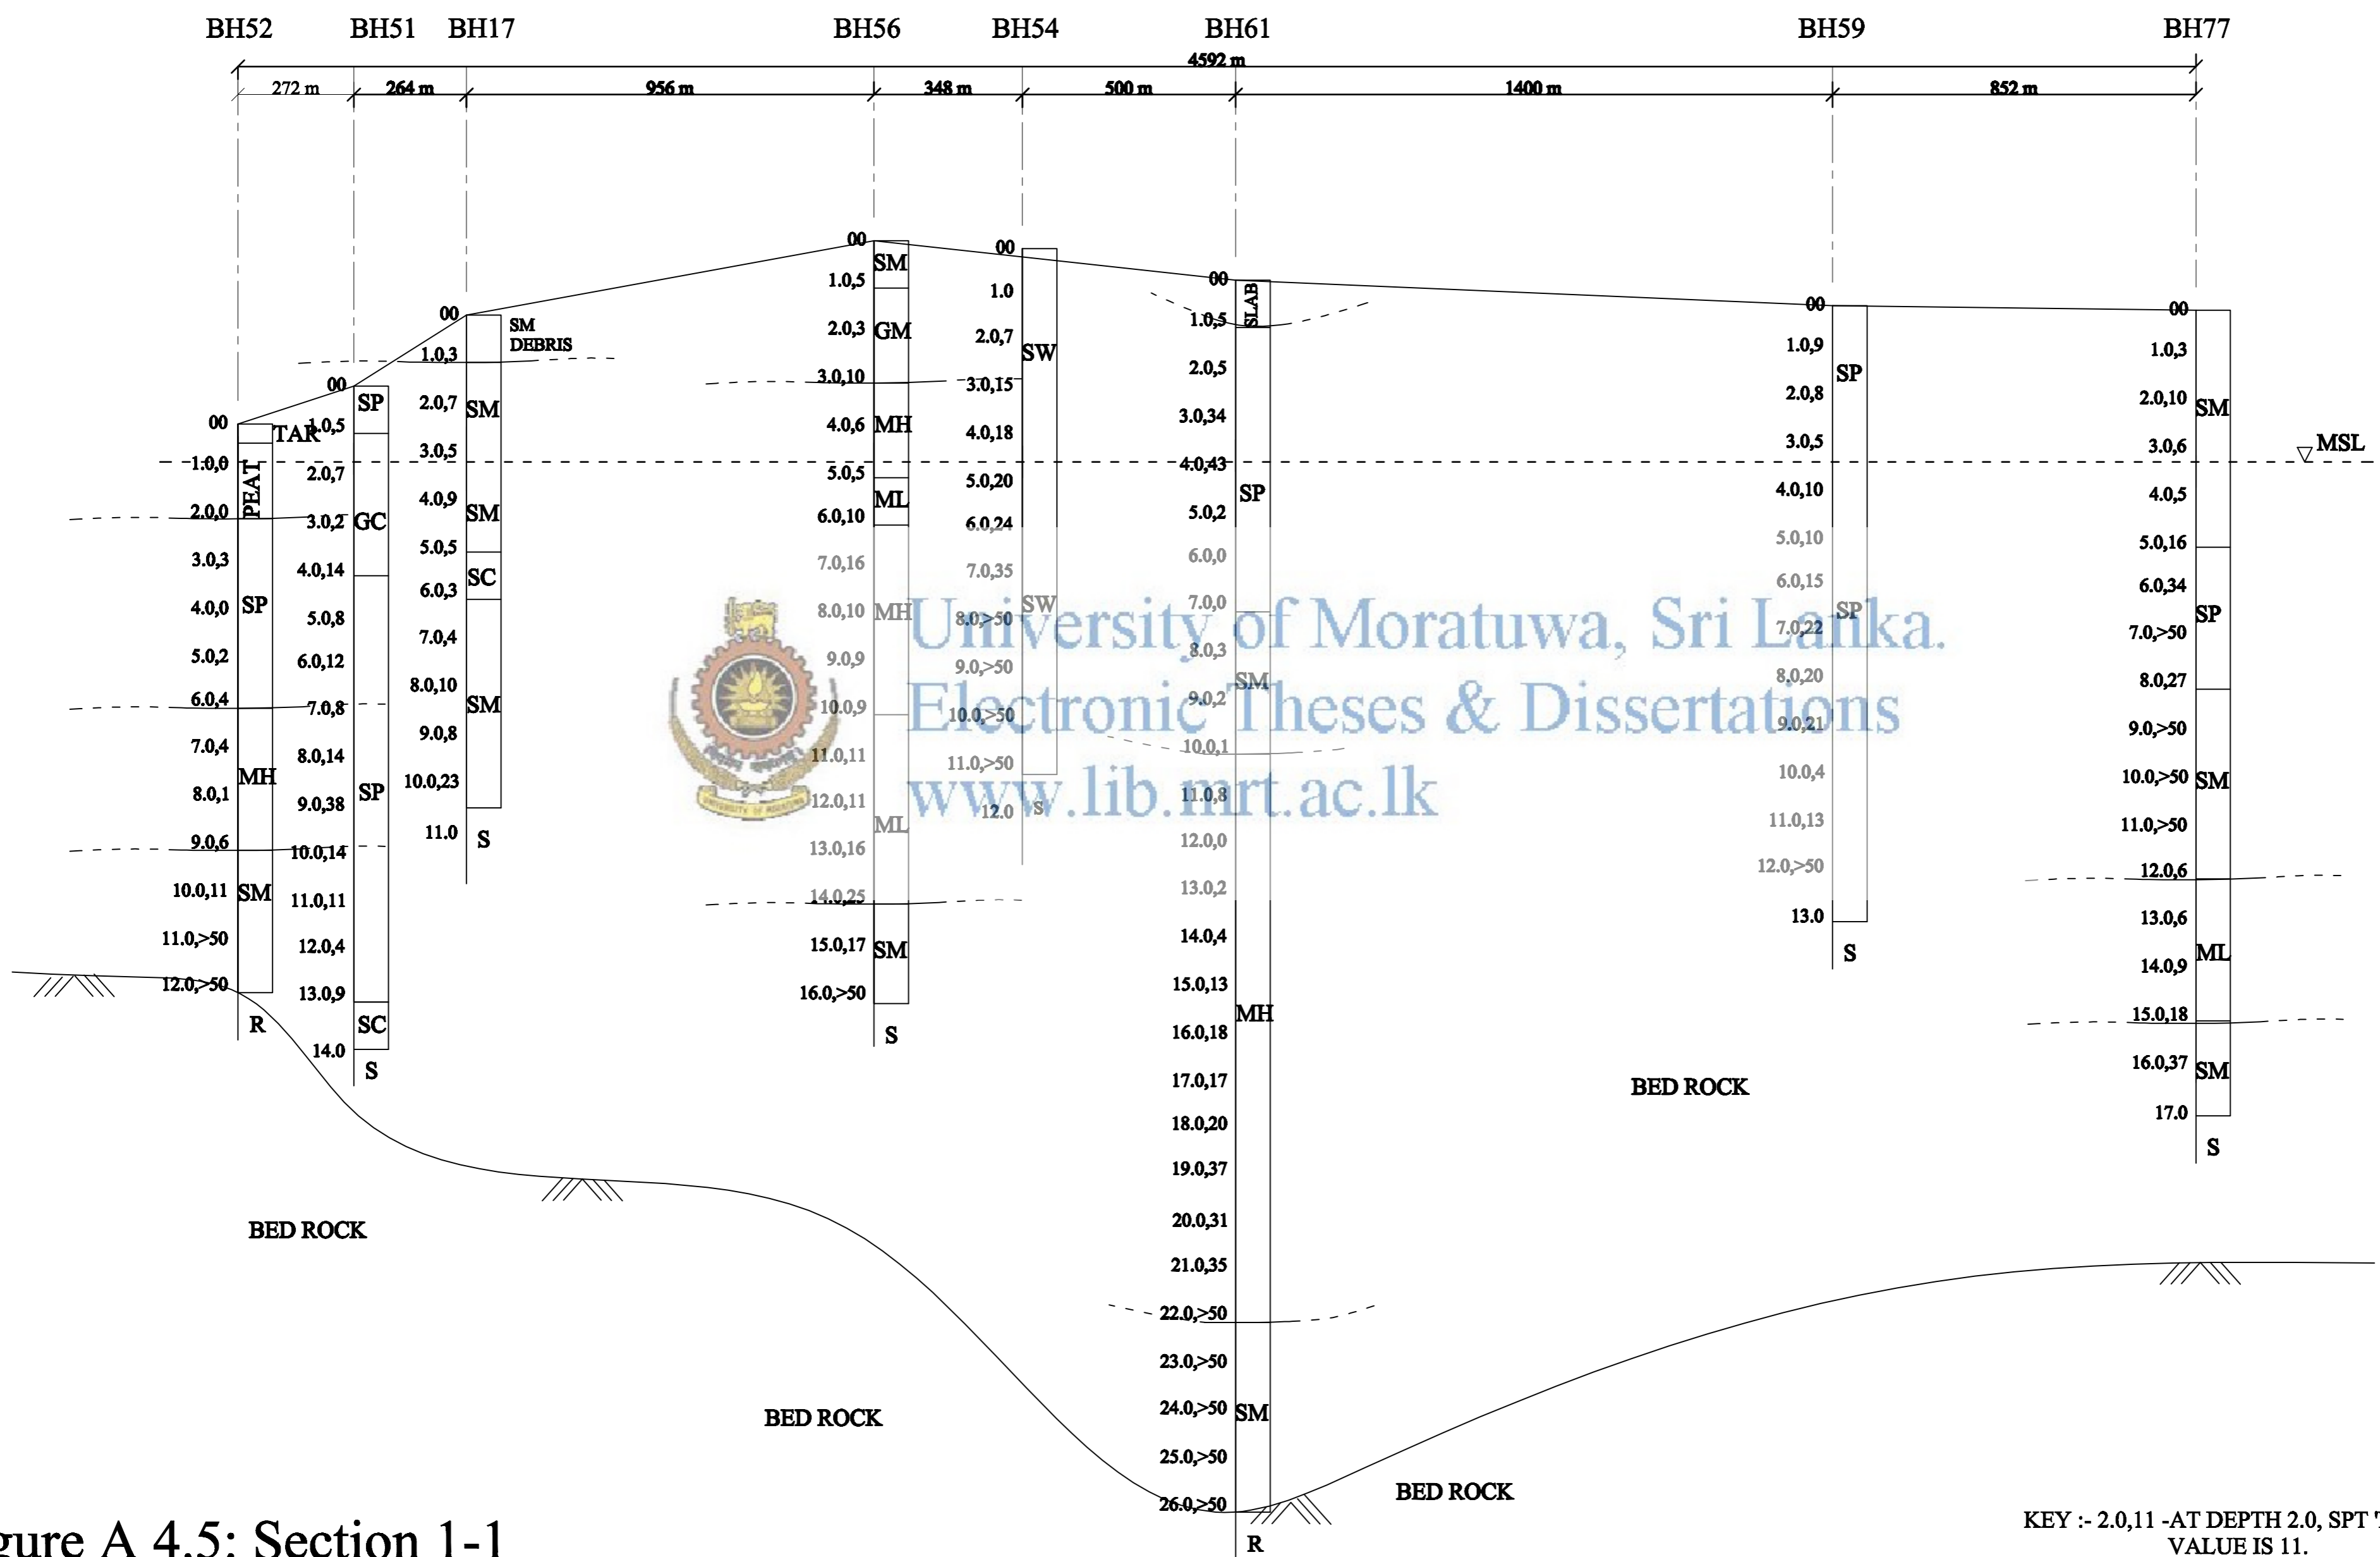 BH52 BH51 BH17 BH56 BH54 BH61 BH59 BH77
4592 m
272 m 264 m 956 m 348 m 500 m 1400 m 852 m
00
TAR
1.0,0
PEAT
2.0,0
3.0,3
4.0,0
SP
5.0,2
6.0,4
7.0,4
MH
8.0,1
9.0,6
10.0,11
SM
11.0,>50
12.0,>50
R
00
SP
1.0,5
2.0,7
3.0,2
GC
4.0,14
5.0,8
6.0,12
7.0,8
8.0,14
SP
9.0,38
10.0,14
11.0,11
12.0,4
13.0,9
SC
14.0
S
00
SM
DEBRIS
1.0,3
2.0,7
SM
3.0,5
4.0,9
SM
5.0,5
SC
6.0,3
7.0,4
8.0,10
SM
9.0,8
10.0,23
11.0
S
00
SM
1.0,5
2.0,3
GM
3.0,10
4.0,6
MH
5.0,5
ML
6.0,10
7.0,16
8.0,10
MH
9.0,9
10.0,9
11.0,11
12.0,11
ML
13.0,16
14.0,25
15.0,17
SM
16.0,>50
S
00
1.0
2.0,7
SW
3.0,15
4.0,18
5.0,20
6.0,24
7.0,35
SW
8.0,>50
9.0,>50
10.0,>50
11.0,>50
12.0
S
00
SLAB
1.0,5
2.0,5
3.0,34
4.0,43
SP
5.0,2
6.0,0
7.0,0
8.0,3
SM
9.0,2
10.0,1
11.0,8
12.0,0
13.0,2
14.0,4
15.0,13
MH
16.0,18
17.0,17
18.0,20
19.0,37
20.0,31
21.0,35
22.0,>50
23.0,>50
24.0,>50
SM
25.0,>50
26.0,>50
R
00
1.0,9
SP
2.0,8
3.0,5
4.0,10
5.0,10
6.0,15
SP
7.0,22
8.0,20
9.0,21
10.0,4
11.0,13
12.0,>50
13.0
S
00
1.0,3
2.0,10
SM
3.0,6
4.0,5
5.0,16
6.0,34
SP
7.0,>50
8.0,27
9.0,>50
10.0,>50
SM
11.0,>50
12.0,6
13.0,6
ML
14.0,9
15.0,18
16.0,37
SM
17.0
S
MSL
University of Moratuwa, Sri Lanka.
Electronic Theses & Dissertations
www.lib.mrt.ac.lk
BED ROCK
BED ROCK
BED ROCK
BED ROCK
gure A 4.5: Section 1-1
KEY :- 2.0,11 -AT DEPTH 2.0, SPT
VALUE IS 11.